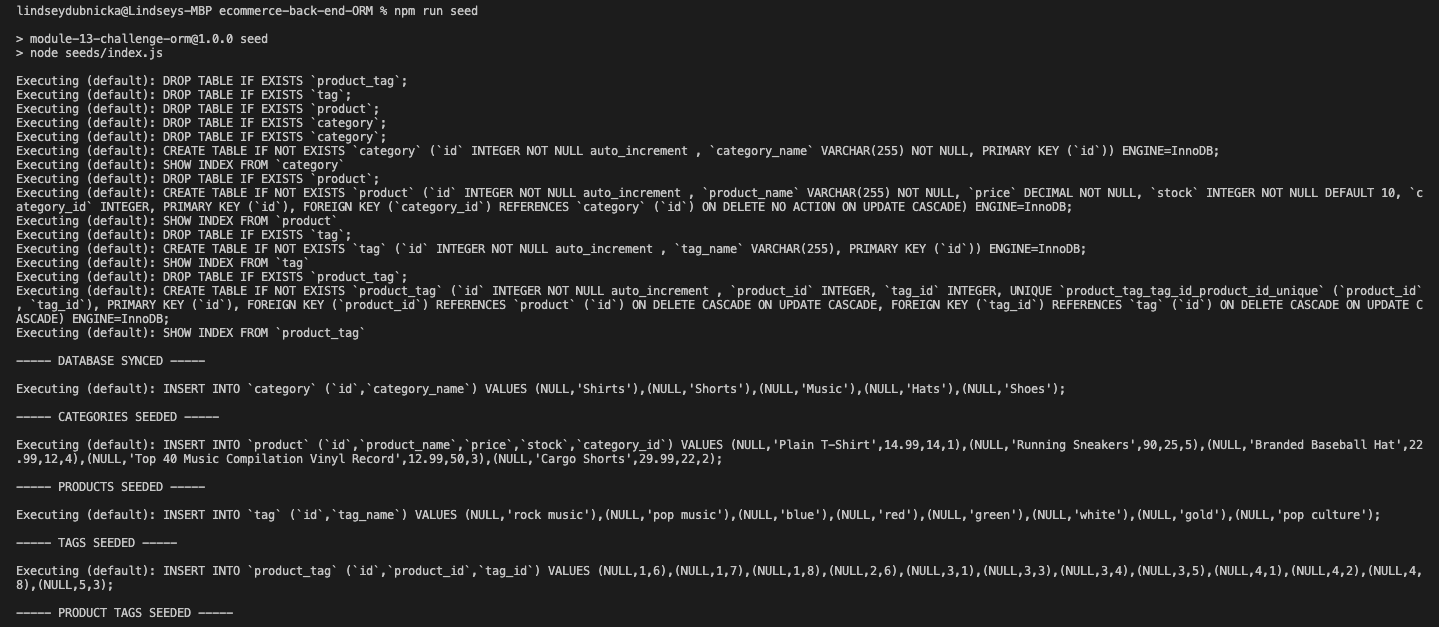 lindseydubnicka@Lindseys-MBP ecommerce-back-end-ORM % npm run seed
> module-13-challenge-orm@1.0.0 seed
> node seeds/index.js
Executing (default): DROP TABLE IF EXISTS `product_tag`;
Executing (default): DROP TABLE IF EXISTS `tag`;
Executing (default): DROP TABLE IF EXISTS `product`;
Executing (default): DROP TABLE IF EXISTS `category`;
Executing (default): DROP TABLE IF EXISTS `category`;
Executing (default): CREATE TABLE IF NOT EXISTS `category` (`id` INTEGER NOT NULL auto_increment , `category_name` VARCHAR(255) NOT NULL, PRIMARY KEY (`id`)) ENGINE=InnoDB;
Executing (default): SHOW INDEX FROM `category`
Executing (default): DROP TABLE IF EXISTS `product`;
Executing (default): CREATE TABLE IF NOT EXISTS `product` (`id` INTEGER NOT NULL auto_increment , `product_name` VARCHAR(255) NOT NULL, `price` DECIMAL NOT NULL, `stock` INTEGER NOT NULL DEFAULT 10, `c
ategory_id` INTEGER, PRIMARY KEY (`id`), FOREIGN KEY (`category_id`) REFERENCES `category` (`id`) ON DELETE NO ACTION ON UPDATE CASCADE) ENGINE=InnoDB;
Executing (default): SHOW INDEX FROM `product`
Executing (default): DROP TABLE IF EXISTS `tag`;
Executing (default): CREATE TABLE IF NOT EXISTS `tag` (`id` INTEGER NOT NULL auto_increment , `tag_name` VARCHAR(255), PRIMARY KEY (`id`)) ENGINE=InnoDB;
Executing (default): SHOW INDEX FROM `tag`
Executing (default): DROP TABLE IF EXISTS `product_tag`;
Executing (default): CREATE TABLE IF NOT EXISTS `product_tag` (`id` INTEGER NOT NULL auto_increment , `product_id` INTEGER, `tag_id` INTEGER, UNIQUE `product_tag_tag_id_product_id_unique` (`product_id`
, `tag_id`), PRIMARY KEY (`id`), FOREIGN KEY (`product_id`) REFERENCES `product` (`id`) ON DELETE CASCADE ON UPDATE CASCADE, FOREIGN KEY (`tag_id`) REFERENCES `tag` (`id`) ON DELETE CASCADE ON UPDATE C
ASCADE) ENGINE=InnoDB;
Executing (default): SHOW INDEX FROM `product_tag`
----- DATABASE SYNCED -----
Executing (default): INSERT INTO `category` (`id`,`category_name`) VALUES (NULL,'Shirts'),(NULL,'Shorts'),(NULL,'Music'),(NULL,'Hats'),(NULL,'Shoes');
----- CATEGORIES SEEDED -----
Executing (default): INSERT INTO `product` (`id`,`product_name`,`price`,`stock`,`category_id`) VALUES (NULL,'Plain T-Shirt',14.99,14,1),(NULL,'Running Sneakers',90,25,5),(NULL,'Branded Baseball Hat',22
.99,12,4),(NULL,'Top 40 Music Compilation Vinyl Record',12.99,50,3),(NULL,'Cargo Shorts',29.99,22,2);
----- PRODUCTS SEEDED -----
Executing (default): INSERT INTO `tag` (`id`,`tag_name`) VALUES (NULL,'rock music'),(NULL,'pop music'),(NULL,'blue'),(NULL,'red'),(NULL,'green'),(NULL,'white'),(NULL,'gold'),(NULL,'pop culture');
----- TAGS SEEDED -----
Executing (default): INSERT INTO `product_tag` (`id`,`product_id`,`tag_id`) VALUES (NULL,1,6),(NULL,1,7),(NULL,1,8),(NULL,2,6),(NULL,3,1),(NULL,3,3),(NULL,3,4),(NULL,3,5),(NULL,4,1),(NULL,4,2),(NULL,4,
8),(NULL,5,3);
----- PRODUCT TAGS SEEDED -----